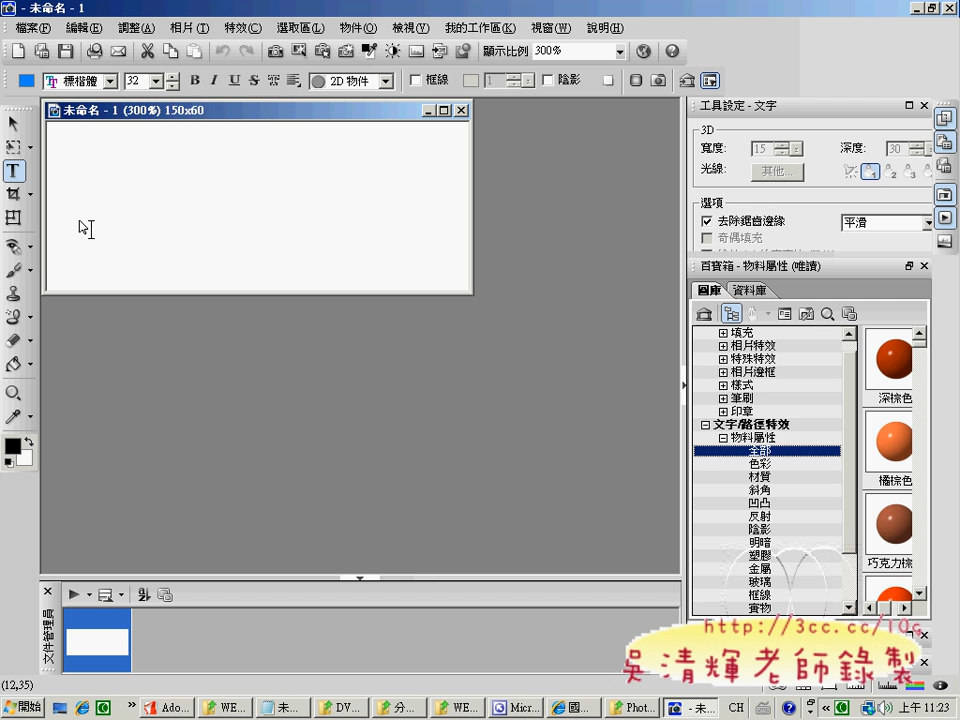 - 未命名 - 1
檔案(F) 編輯(E) 調整(A) 相片(I) 特效(C) 選取區(L) 物件(O) 檢視(V) 我的工作區(K) 視窗(W) 說明(H)
顯示比例 300%
標楷體 32 B I U S 2D 物件 框線 1 陰影
未命名 - 1 (300%) 150x60
工具設定 - 文字
3D
寬度: 15 深度: 30
光線: 其他...
選項
去除鋸齒邊緣 平滑
奇偶填充
百寶箱 - 物料屬性 (唯讀)
圖庫 資料庫
填充
相片特效
特殊特效
相片邊框
樣式
筆刷
印章
文字/路徑特效
物料屬性
全部
色彩
材質
斜角
凹凸
反射
陰影
明暗
塑膠
金屬
玻璃
框線
實物
深棕色
橘棕色
巧克力棕
文件管理員
http://3cc.cc/10q
吳清輝老師錄製
(12,35)
開始 Ado... WE... 未... DV... 分... WE... Micr... 國... Phot... - 未... CH 上午 11:23